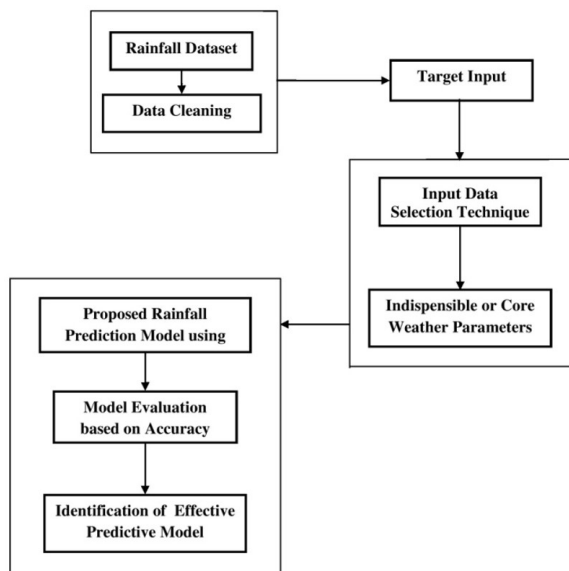 Rainfall Dataset
Data Cleaning
Target Input
Input Data
Selection Technique
Indispensible or Core
Weather Parameters
Proposed Rainfall
Prediction Model using
Model Evaluation
based on Accuracy
Identification of Effective
Predictive Model